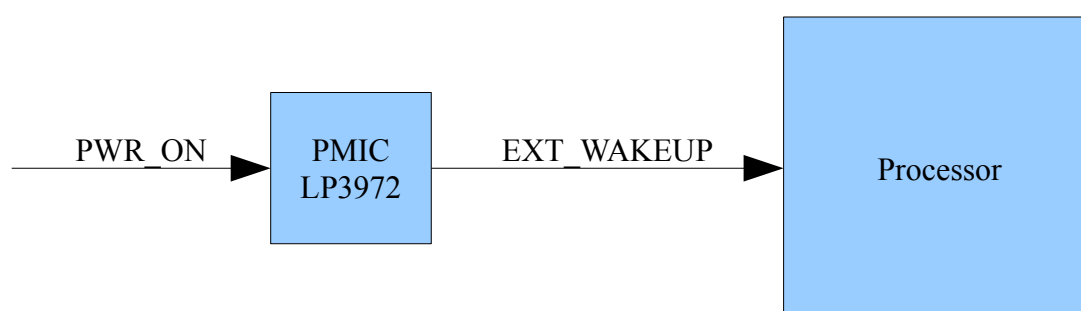 PWR_ON
PMIC
LP3972
EXT_WAKEUP
Processor